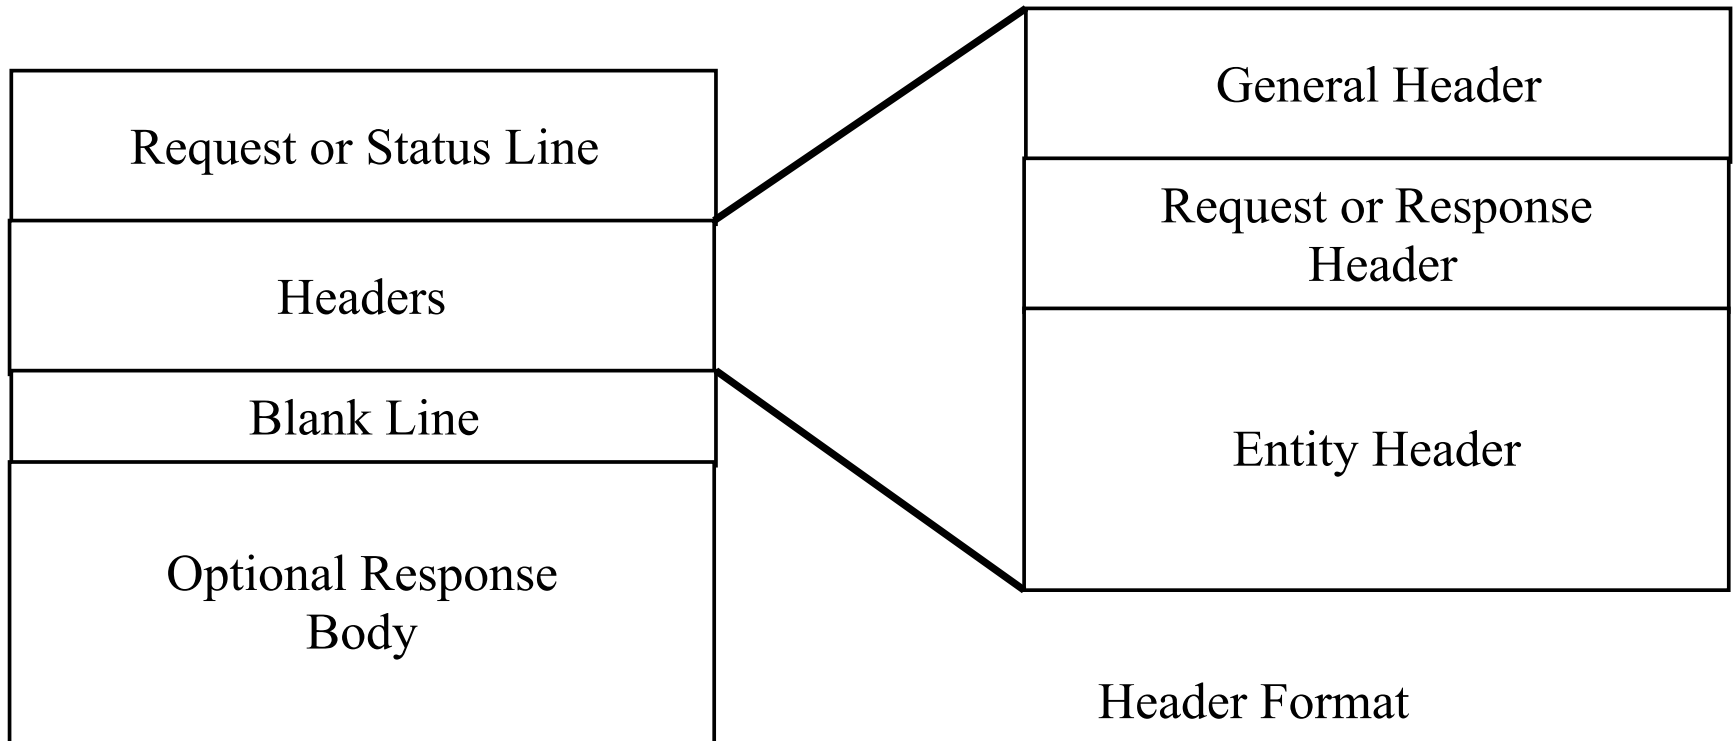 Request or Status Line
Headers
Blank Line
Optional Response
Body
General Header
Request or Response
Header
Entity Header
Header Format